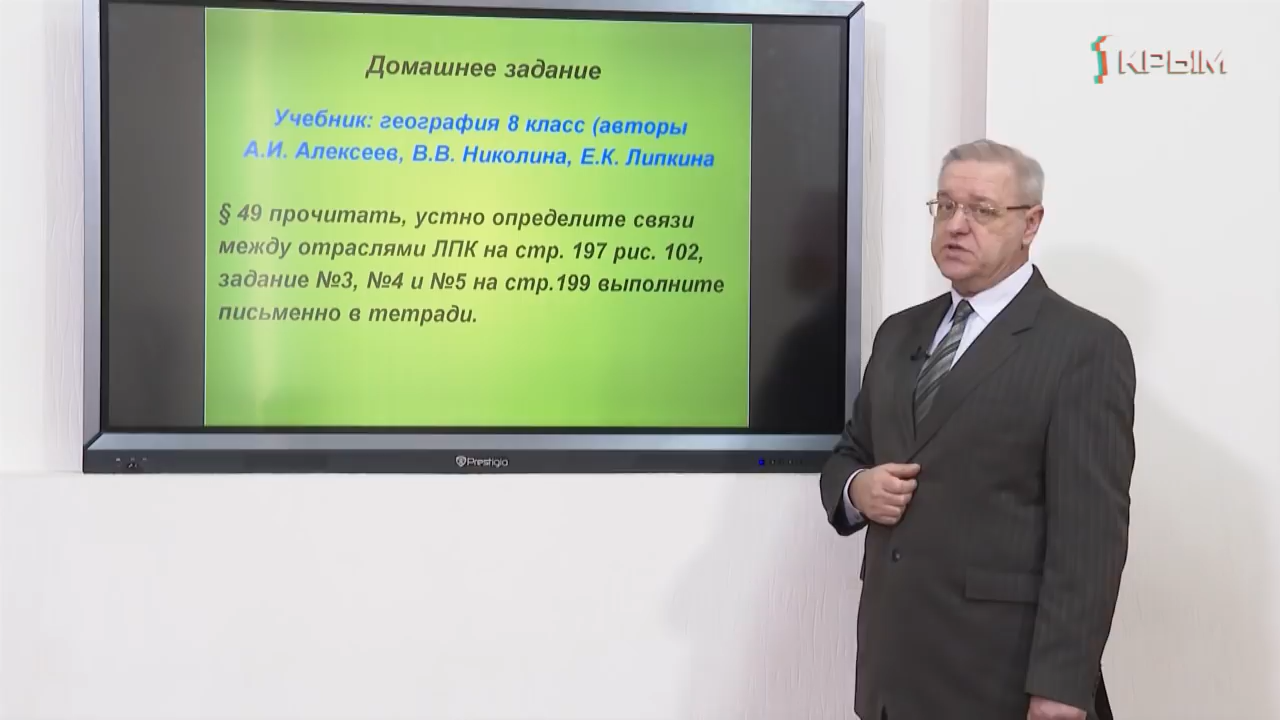 Домашнее задание
Учебник: география 8 класс (авторы
А.И. Алексеев, В.В. Николина, Е.К. Липкина
§ 49 прочитать, устно определите связи
между отраслями ЛПК на стр. 197 рис. 102,
задание №3, №4 и №5 на стр.199 выполните
письменно в тетради.
1 КРЫМ
Prestigio